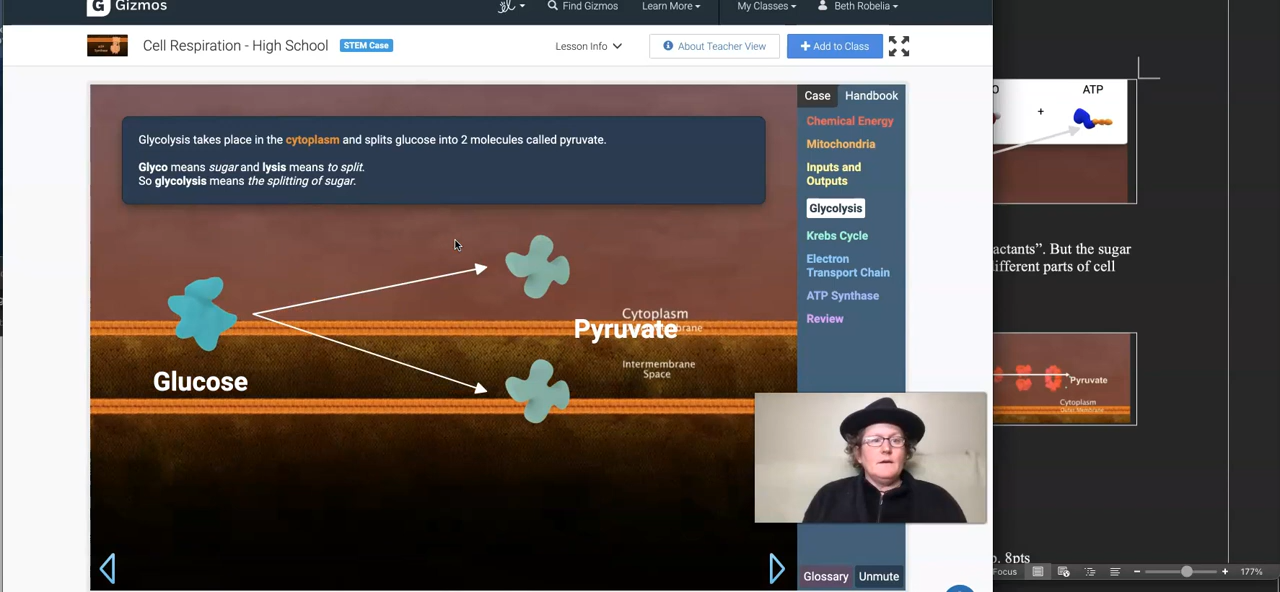 G Gizmos
Find Gizmos
Learn More
My Classes
Beth Robelia
Cell Respiration - High School
STEM Case
Lesson Info
About Teacher View
+ Add to Class
Glycolysis takes place in the cytoplasm and splits glucose into 2 molecules called pyruvate.
Glyco means sugar and lysis means to split.
So glycolysis means the splitting of sugar.
Glucose
Cytoplasm
Pyruvate
Intermembrane
Space
Case
Handbook
Chemical Energy
Mitochondria
Inputs and
Outputs
Glycolysis
Krebs Cycle
Electron
Transport Chain
ATP Synthase
Review
Glossary
Unmute
O
ATP
+
actants”. But the sugar
ifferent parts of cell
Pyruvate
Cytoplasm
. 8pts
Focus
177%